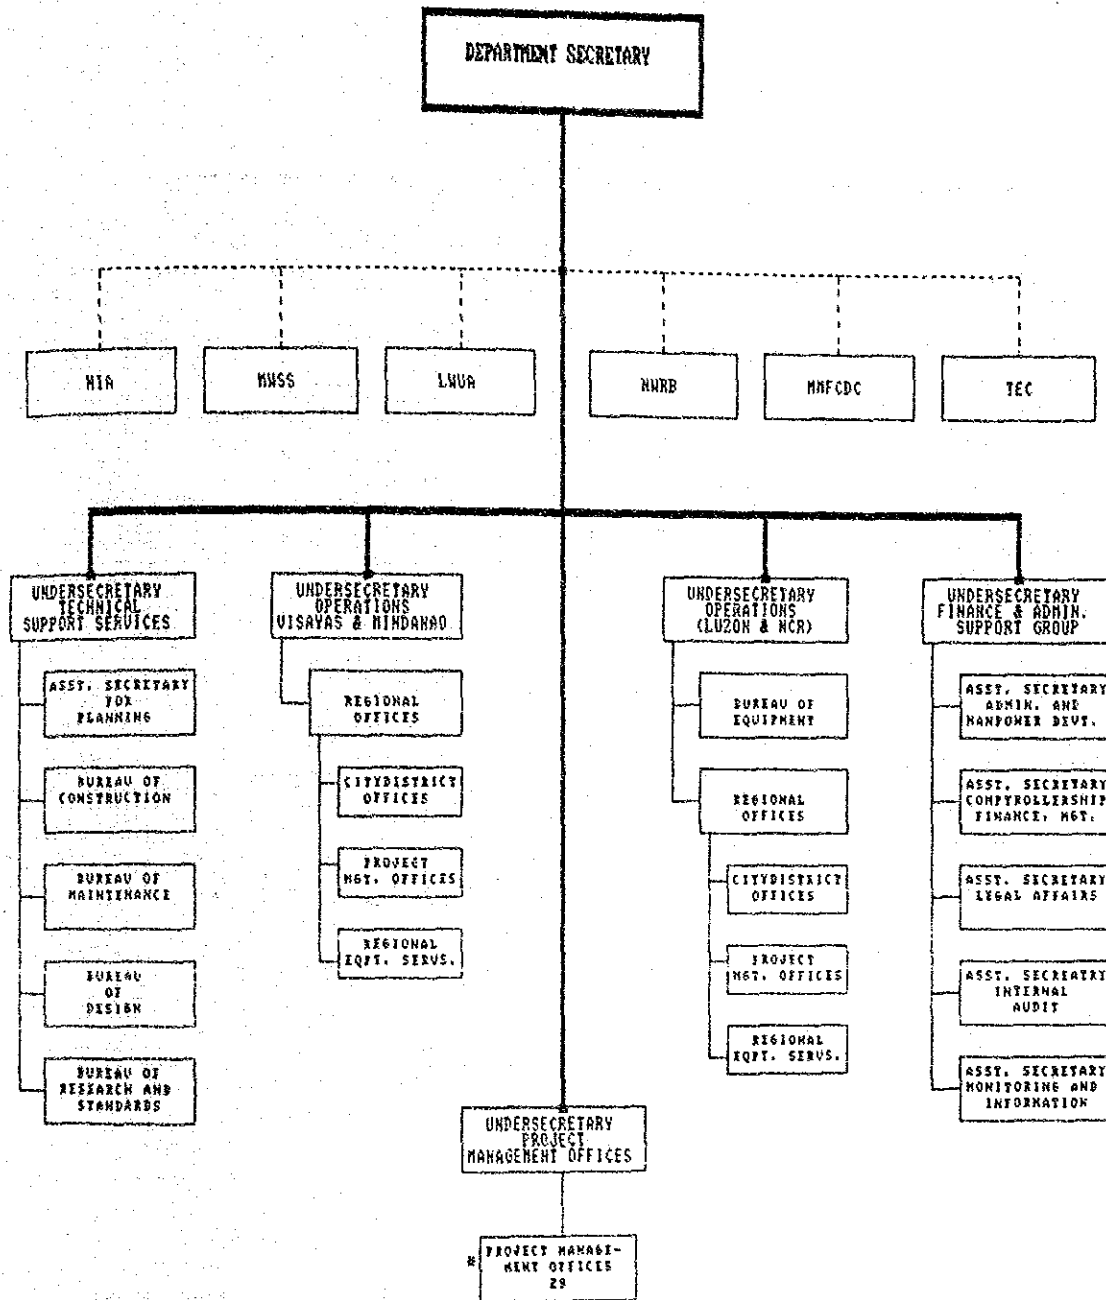 DEPARTMENT SECRETARY
NIA
MWSS
LWUA
NWRB
MMFCDC
TEC
UNDERSECRETARY
TECHNICAL
SUPPORT SERVICES
ASST. SECRETARY
FOR
PLANNING
BUREAU OF
CONSTRUCTION
BUREAU OF
MAINTENANCE
BUREAU
OF
DESIGN
BUREAU OF
RESEARCH AND
STANDARDS
UNDERSECRETARY
OPERATIONS
VISAYAS & MINDANAO
REGIONAL
OFFICES
CITYDISTRICT
OFFICES
PROJECT
MGT. OFFICES
REGIONAL
EQPT. SERVS.
UNDERSECRETARY
OPERATIONS
(LUZON & NCR)
BUREAU OF
EQUIPMENT
REGIONAL
OFFICES
CITYDISTRICT
OFFICES
PROJECT
MGT. OFFICES
REGIONAL
EQPT. SERVS.
UNDERSECRETARY
FINANCE & ADMIN.
SUPPORT GROUP
ASST. SECRETARY
ADMIN. AND
MANPOWER DEVT.
ASST. SECRETARY
COMPTROLLERSHIP
FINANCE, MGT.
ASST. SECRETARY
LEGAL AFFAIRS
ASST. SECREIATRY
INTERNAL
AUDIT
ASST. SECRETARY
MONITORING AND
INFORMATION
UNDERSECRETARY
PROJECT
MANAGEMENT OFFICES
* PROJECT MANAGE-
MENT OFFICES
29